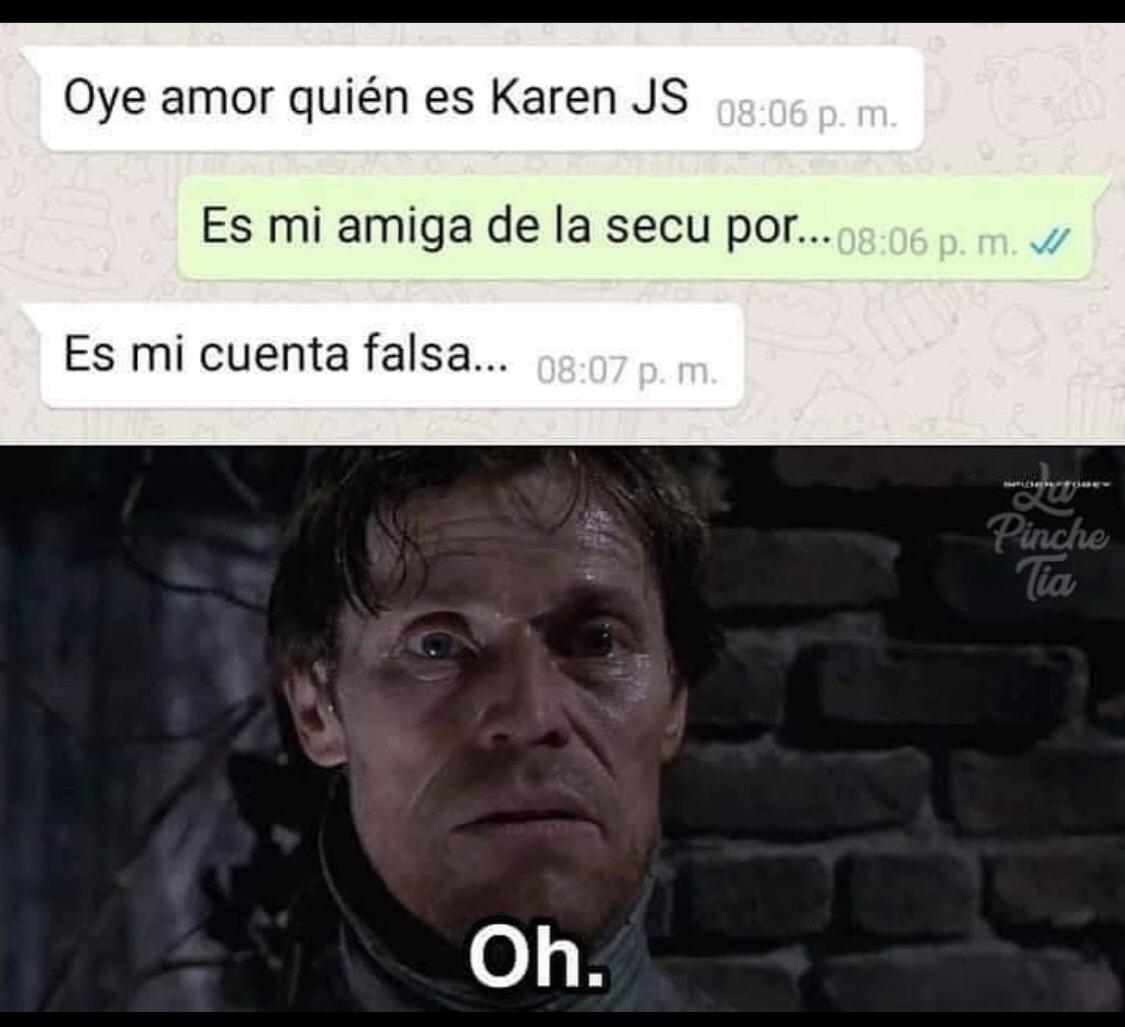 Oye amor quién es Karen JS 08:06 p. m.
Es mi amiga de la secu por... 08:06 p. m.
Es mi cuenta falsa... 08:07 p. m.
La
Pinche
Tía
Oh.